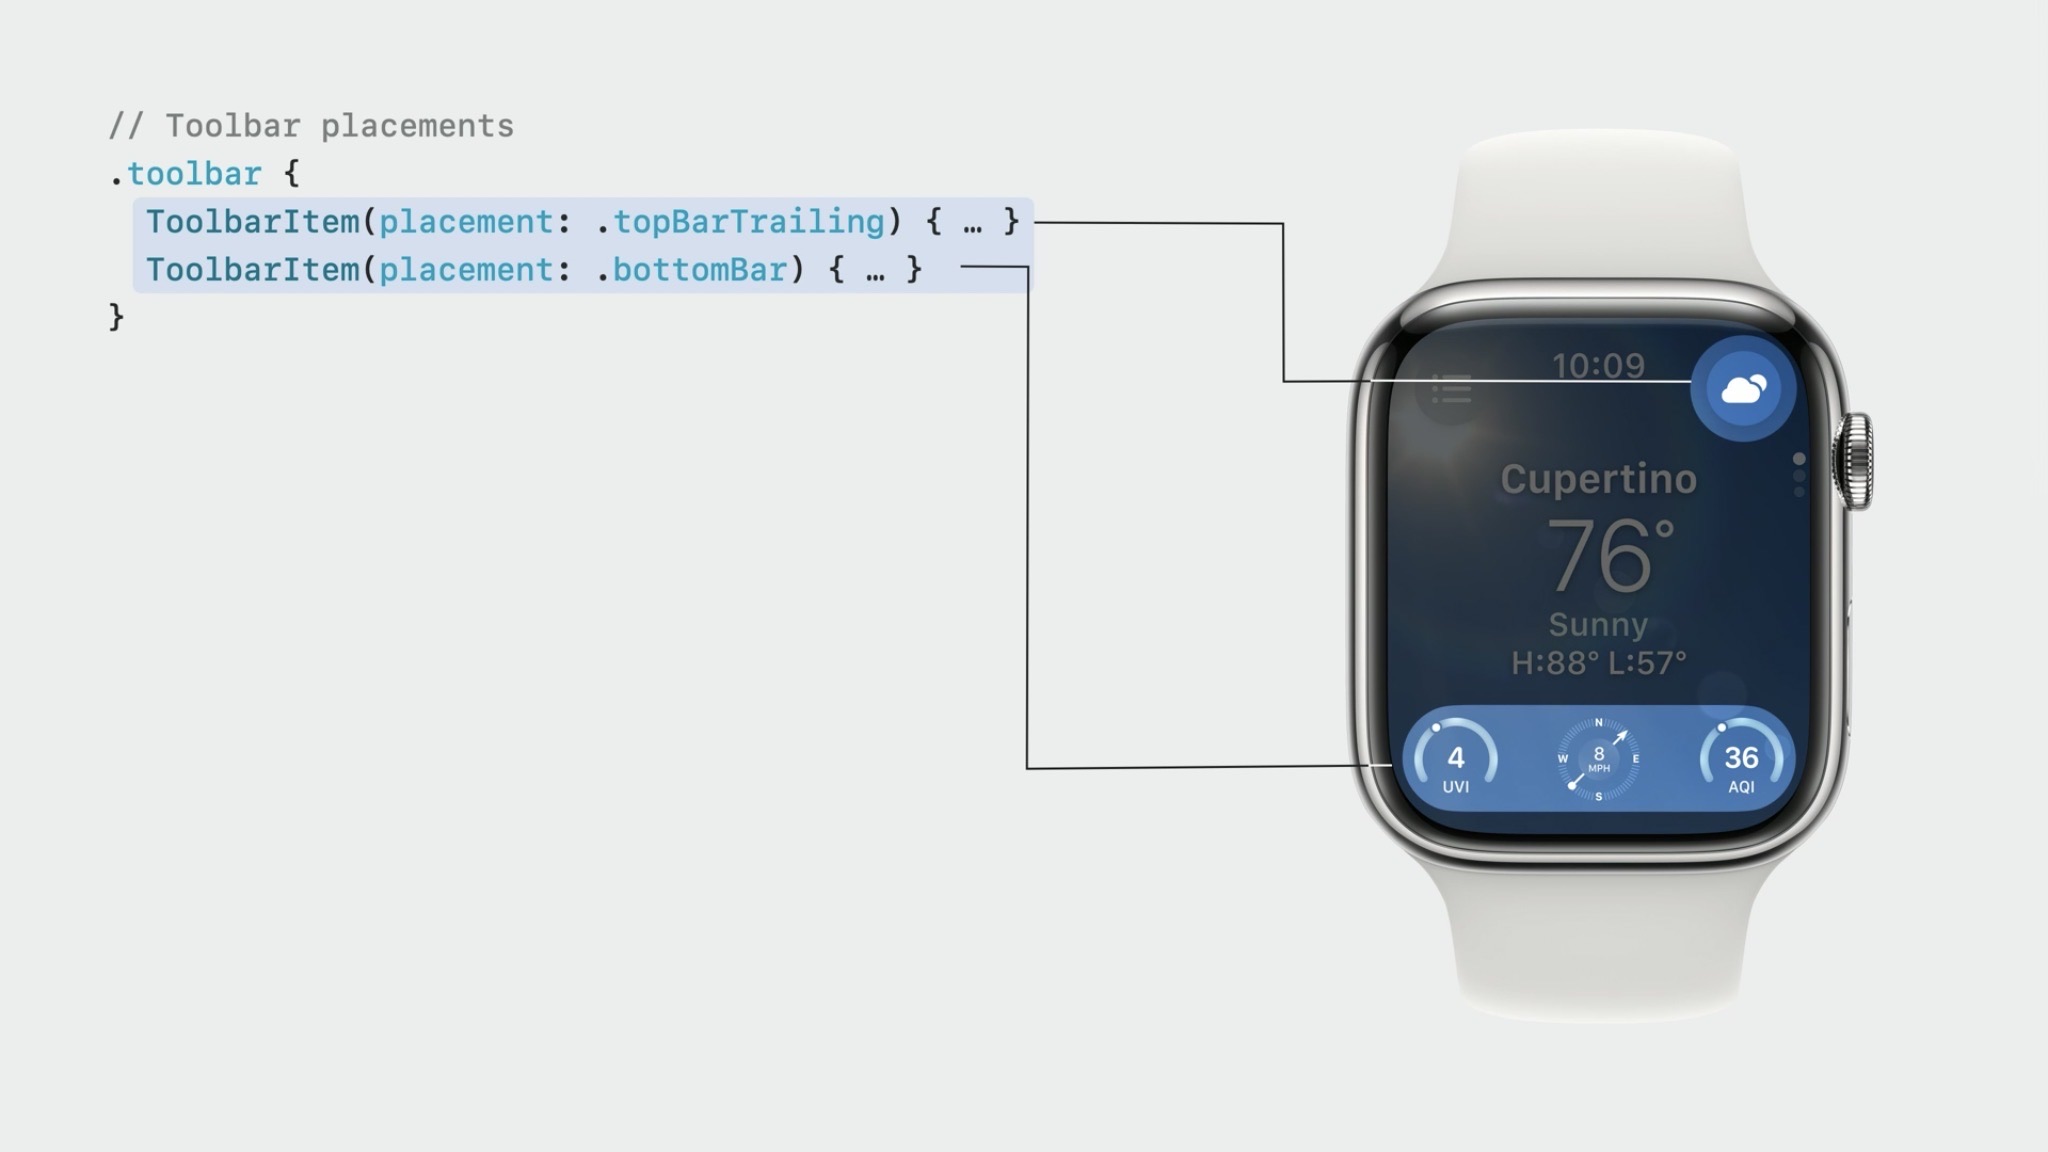 // Toolbar placements
.toolbar {
ToolbarItem(placement: .topBarTrailing) { … }
ToolbarItem(placement: .bottomBar) { … }
}
10:09
Cupertino
76°
Sunny
H:88° L:57°
4
UVI
N
W
8
MPH
E
S
36
AQI